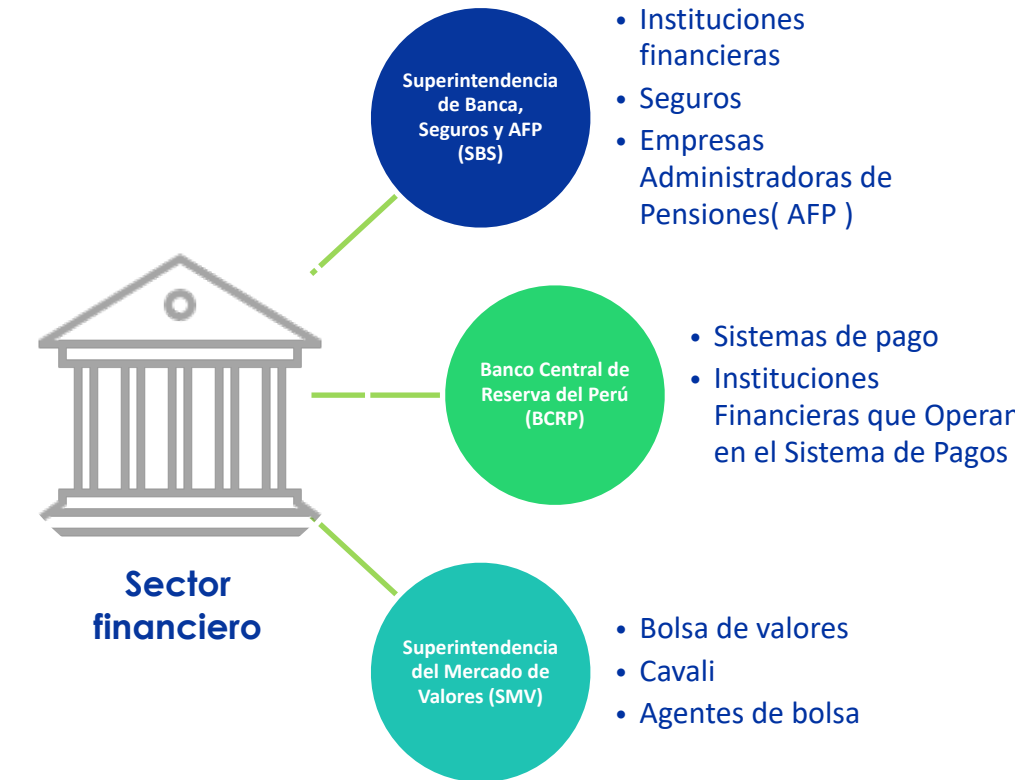 Superintendencia
de Banca,
Seguros y AFP
(SBS)
• Instituciones
financieras
• Seguros
• Empresas
Administradoras de
Pensiones( AFP )
Sector
financiero
Banco Central de
Reserva del Perú
(BCRP)
• Sistemas de pago
• Instituciones
Financieras que Operan
en el Sistema de Pagos
Superintendencia
del Mercado de
Valores (SMV)
• Bolsa de valores
• Cavali
• Agentes de bolsa